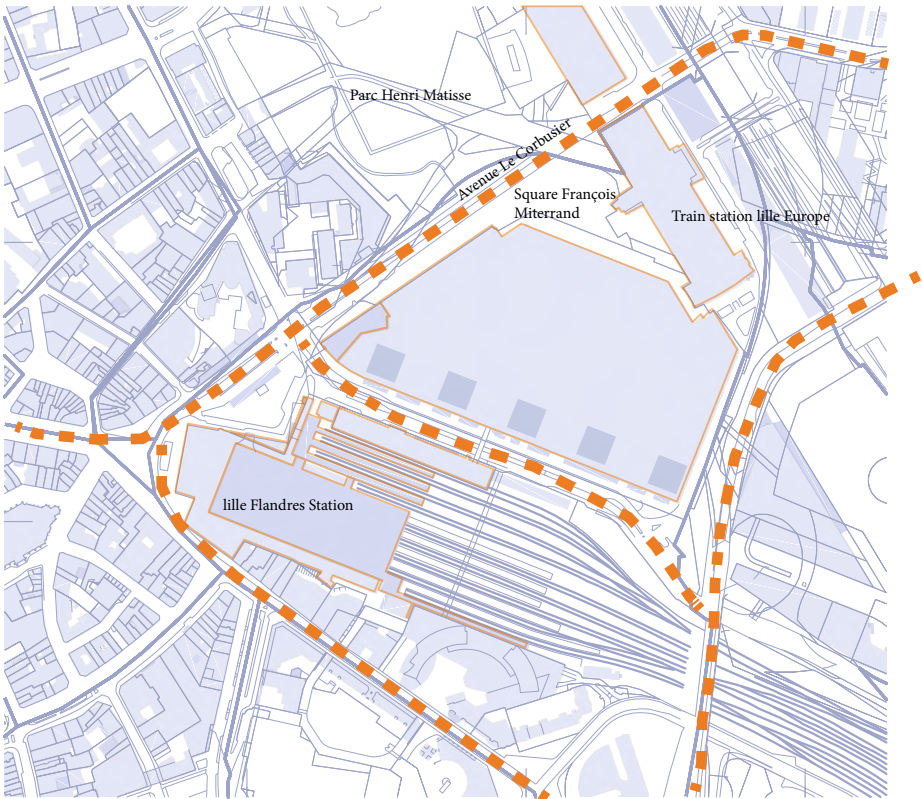 Parc Henri Matisse
Avenue Le Corbusier
Square François
Miterrand
Train station lille Europe
lille Flandres Station